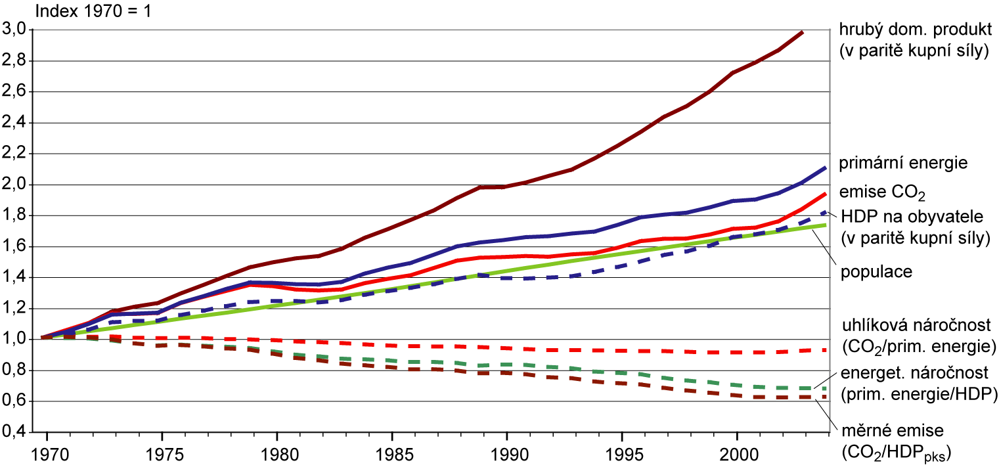 Index 1970 = 1
3,0
2,8
2,6
2,4
2,2
2,0
1,8
1,6
1,4
1,2
1,0
0,8
0,6
0,4
1970
1975
1980
1985
1990
1995
2000
hrubý dom. produkt
(v paritě kupní síly)
primární energie
emise CO₂
HDP na obyvatele
(v paritě kupní síly)
populace
uhlíková náročnost
(CO₂/prim. energie)
energet. náročnost
(prim. energie/HDP)
měrné emise
(CO₂/HDPpks)